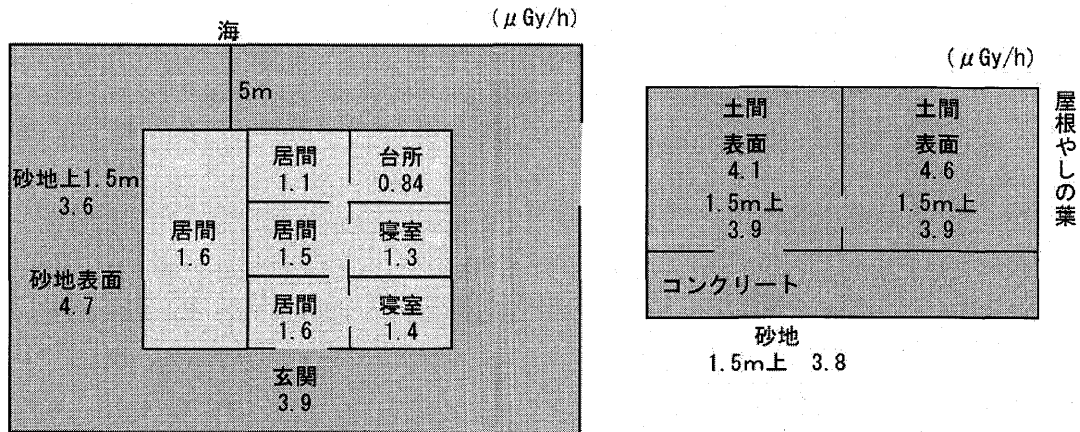 海
(μGy/h)
5m
砂地上1.5m
3.6
砂地表面
4.7
居間
1.6
居間
1.1
台所
0.84
居間
1.5
寝室
1.3
居間
1.6
寝室
1.4
玄関
3.9
(μGy/h)
土間
表面
4.1
1.5m上
3.9
土間
表面
4.6
1.5m上
3.9
コンクリート
屋根やしの葉
砂地
1.5m上 3.8